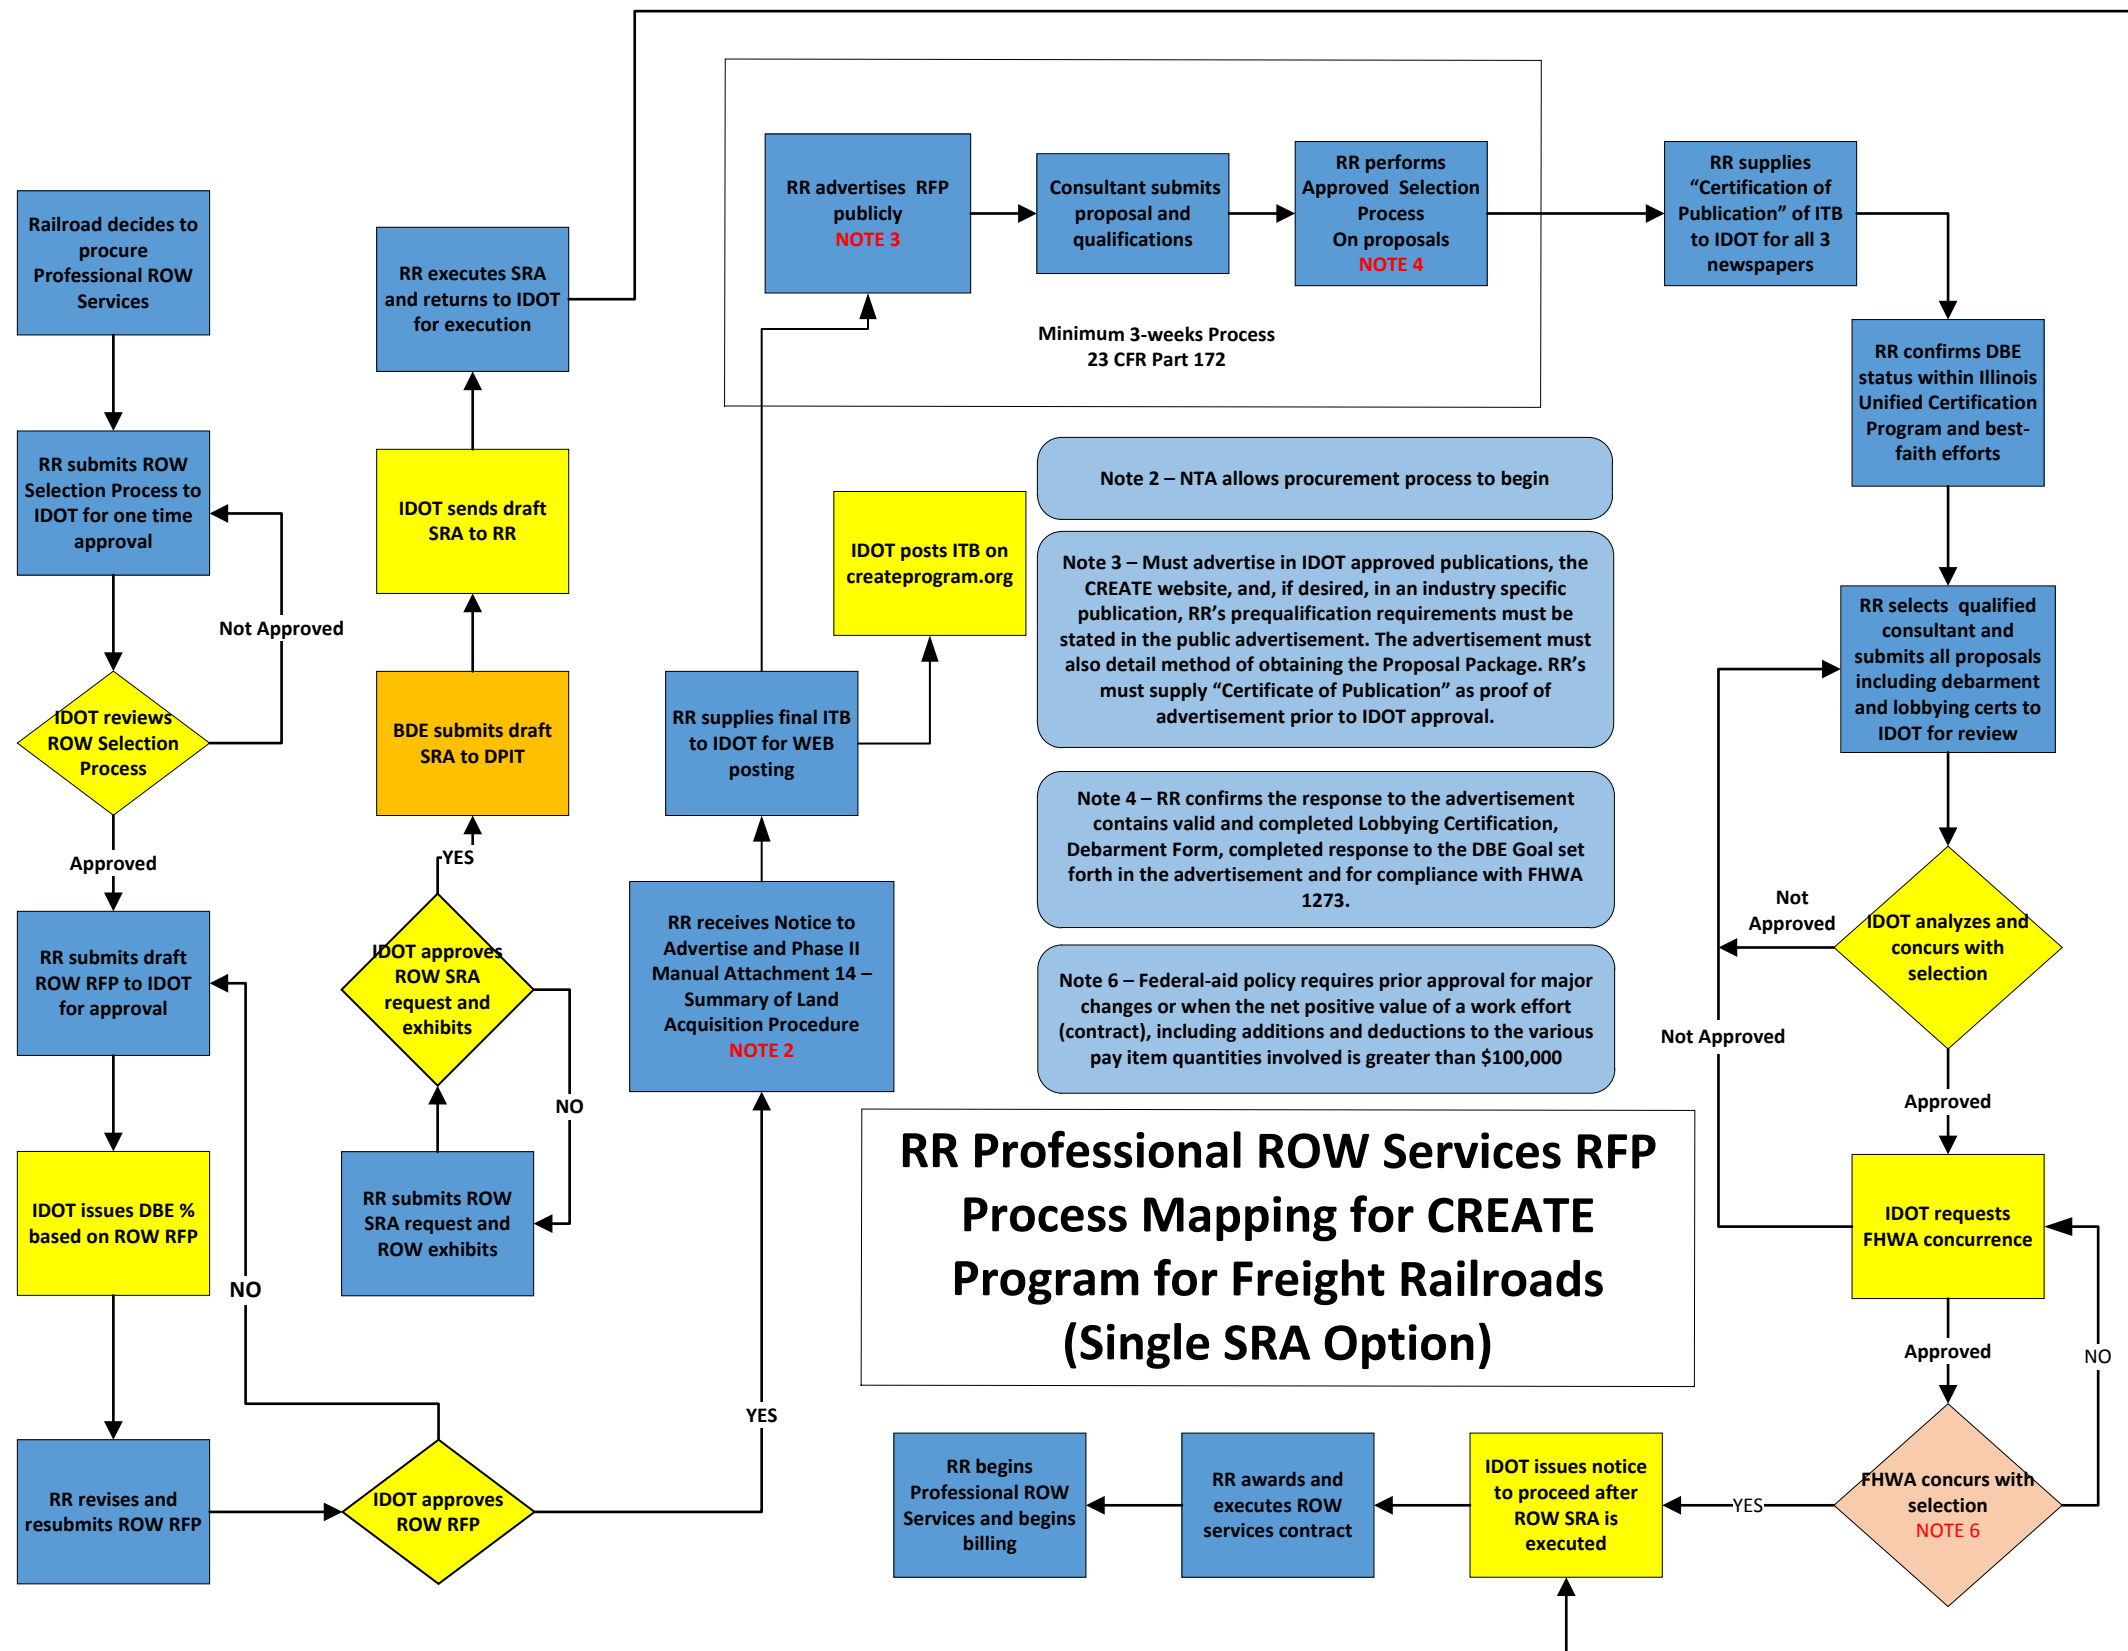 Railroad decides to
procure
Professional ROW
Services
RR submits ROW
Selection Process to
IDOT for one time
approval
Not Approved
IDOT reviews
ROW Selection
Process
Approved
RR submits draft
ROW RFP to IDOT
for approval
IDOT issues DBE %
based on ROW RFP
NO
RR revises and
resubmits ROW RFP
IDOT approves
ROW RFP
YES
RR executes SRA
and returns to IDOT
for execution
IDOT sends draft
SRA to RR
BDE submits draft
SRA to DPIT
YES
IDOT approves
ROW SRA
request and
exhibits
NO
RR submits ROW
SRA request and
ROW exhibits
RR receives Notice to
Advertise and Phase II
Manual Attachment 14 –
Summary of Land
Acquisition Procedure
NOTE 2
RR supplies final ITB
to IDOT for WEB
posting
IDOT posts ITB on
createprogram.org
RR advertises RFP
publicly
NOTE 3
Consultant submits
proposal and
qualifications
RR performs
Approved Selection
Process
On proposals
NOTE 4
Minimum 3-weeks Process
23 CFR Part 172
RR supplies
“Certification of
Publication” of ITB
to IDOT for all 3
newspapers
RR confirms DBE
status within Illinois
Unified Certification
Program and best-
faith efforts
RR selects qualified
consultant and
submits all proposals
including debarment
and lobbying certs to
IDOT for review
Not
Approved
IDOT analyzes and
concurs with
selection
Not Approved
Approved
IDOT requests
FHWA concurrence
Approved
NO
FHWA concurs with
selection
NOTE 6
YES
IDOT issues notice
to proceed after
ROW SRA is
executed
RR awards and
executes ROW
services contract
RR begins
Professional ROW
Services and begins
billing
Note 2 – NTA allows procurement process to begin
Note 3 – Must advertise in IDOT approved publications, the
CREATE website, and, if desired, in an industry specific
publication, RR’s prequalification requirements must be
stated in the public advertisement. The advertisement must
also detail method of obtaining the Proposal Package. RR’s
must supply “Certificate of Publication” as proof of
advertisement prior to IDOT approval.
Note 4 – RR confirms the response to the advertisement
contains valid and completed Lobbying Certification,
Debarment Form, completed response to the DBE Goal set
forth in the advertisement and for compliance with FHWA
1273.
Note 6 – Federal-aid policy requires prior approval for major
changes or when the net positive value of a work effort
(contract), including additions and deductions to the various
pay item quantities involved is greater than $100,000
RR Professional ROW Services RFP
Process Mapping for CREATE
Program for Freight Railroads
(Single SRA Option)